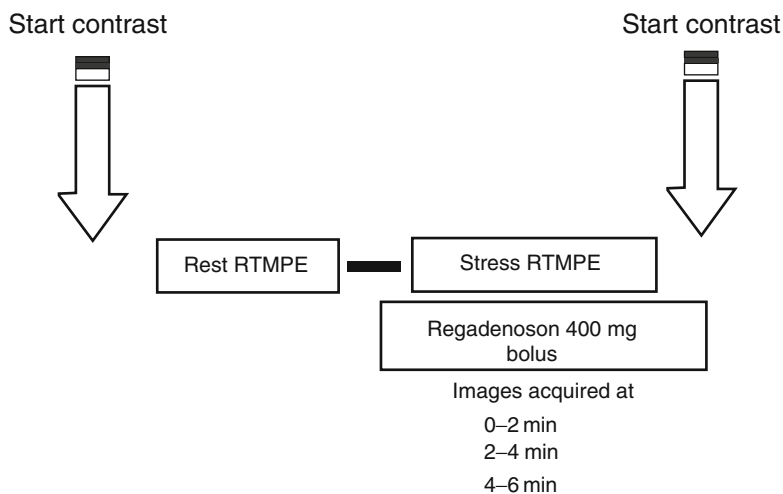 Start contrast
Start contrast
Rest RTMPE
Stress RTMPE
Regadenoson 400 mg
bolus
Images acquired at
0–2 min
2–4 min
4–6 min